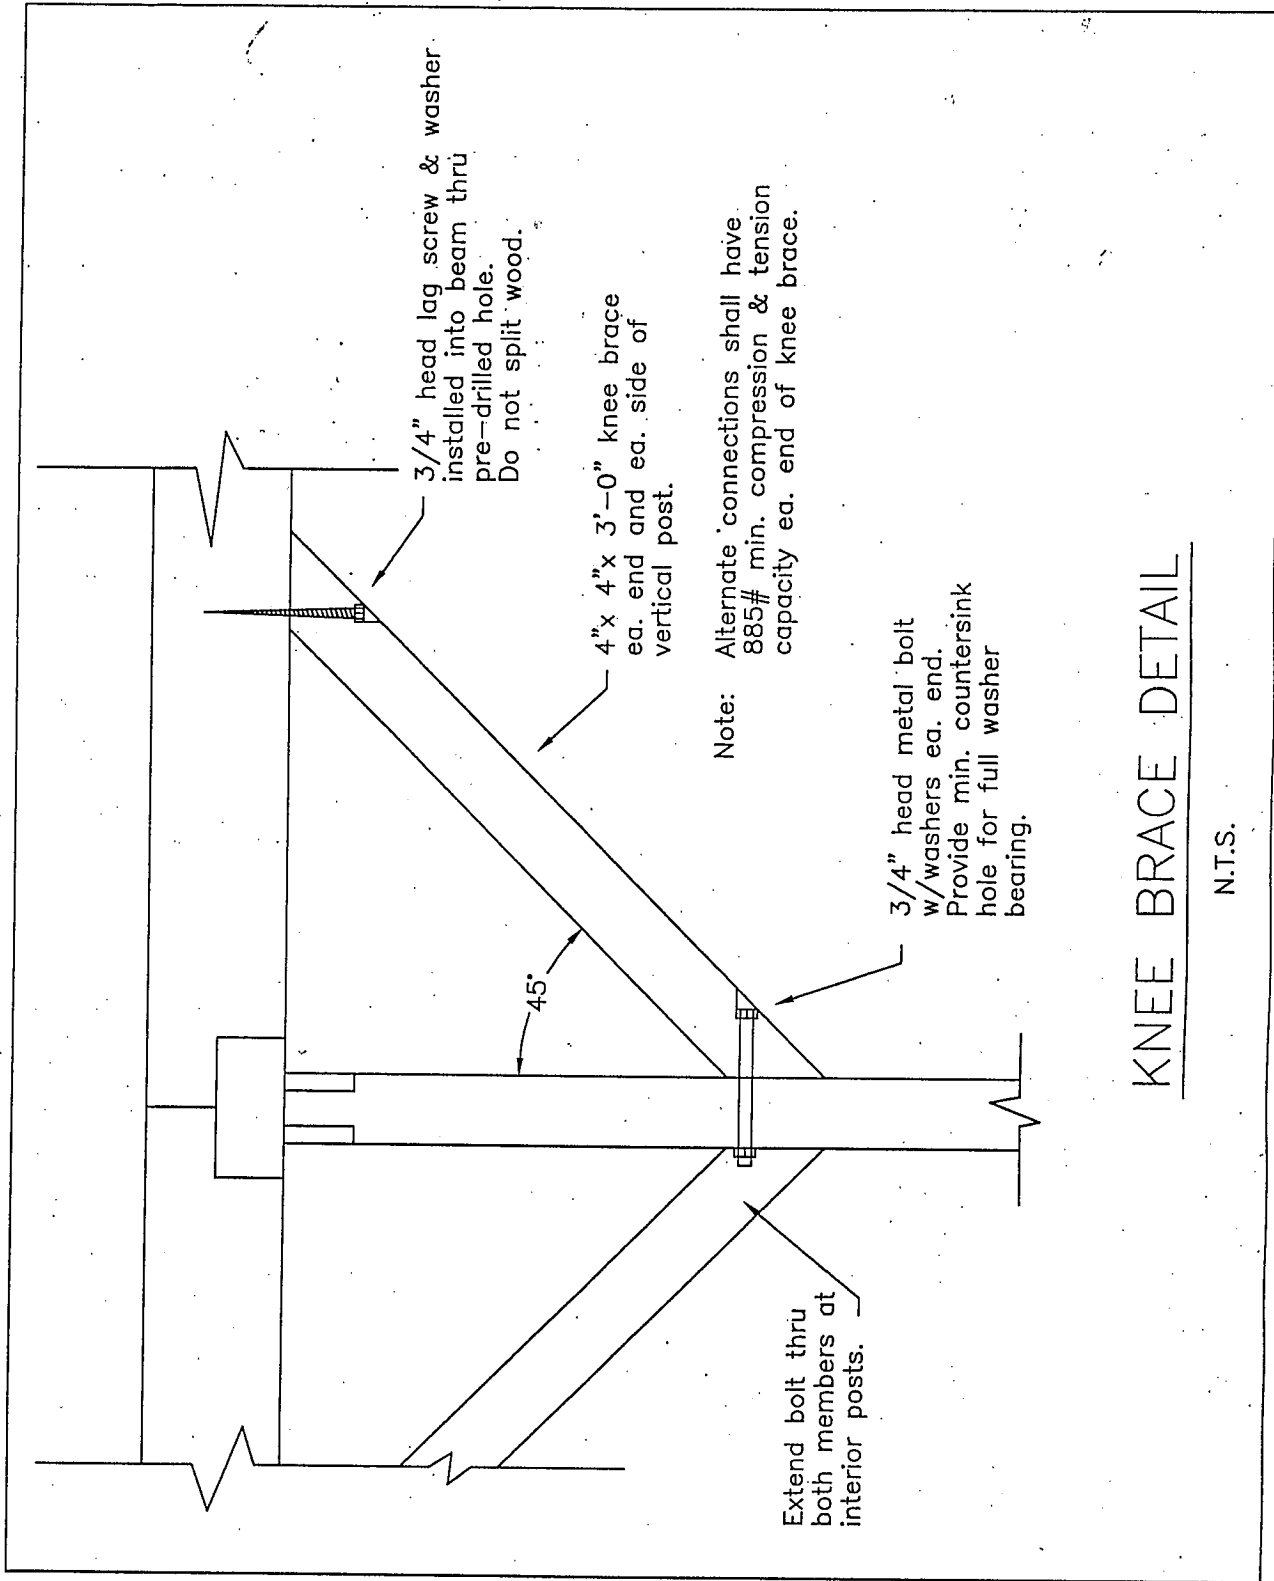 3/4" head lag screw & washer
installed into beam thru
pre-drilled hole.
Do not split wood.
4"x 4"x 3'-0" knee brace
ea. end and ea. side of
vertical post.
Note: Alternate connections shall have
885# min. compression & tension
capacity ea. end of knee brace.
45°
3/4" head metal bolt
w/washers ea. end.
Provide min. countersink
hole for full washer
bearing.
Extend bolt thru
both members at
interior posts.
KNEE BRACE DETAIL
N.T.S.